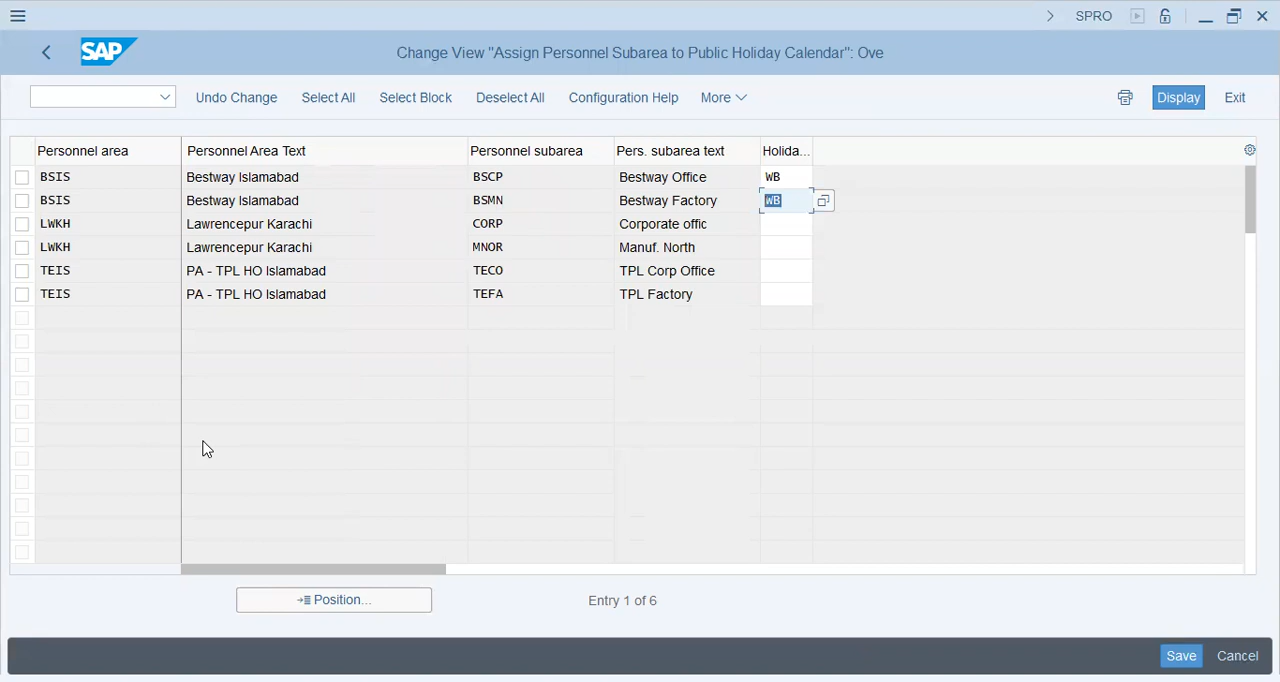 SPRO
SAP
Change View "Assign Personnel Subarea to Public Holiday Calendar": Ove
Undo Change Select All Select Block Deselect All Configuration Help More Display Exit
Personnel area Personnel Area Text Personnel subarea Pers. subarea text Holida...
BSIS Bestway Islamabad BSCP Bestway Office WB
BSIS Bestway Islamabad BSMN Bestway Factory WB
LWKH Lawrencepur Karachi CORP Corporate offic
LWKH Lawrencepur Karachi MNOR Manuf. North
TEIS PA - TPL HO Islamabad TECO TPL Corp Office
TEIS PA - TPL HO Islamabad TEFA TPL Factory
Position... Entry 1 of 6
Save Cancel